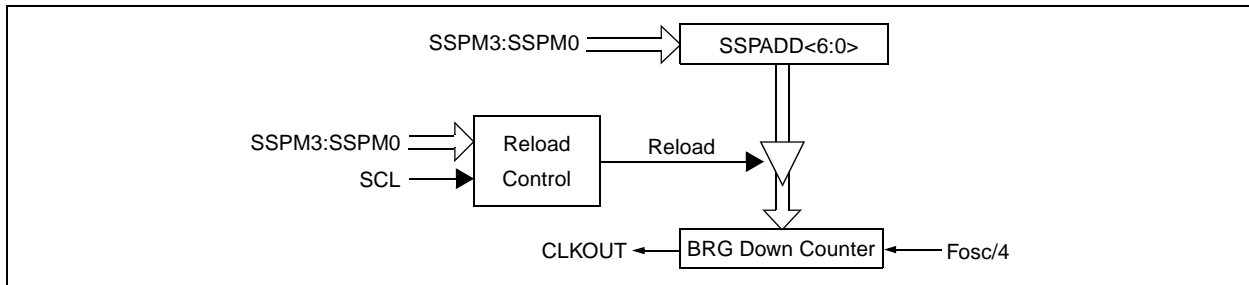 SSPM3:SSPM0
SSPADD<6:0>
SSPM3:SSPM0
SCL
Reload
Control
Reload
CLKOUT
BRG Down Counter
Fosc/4